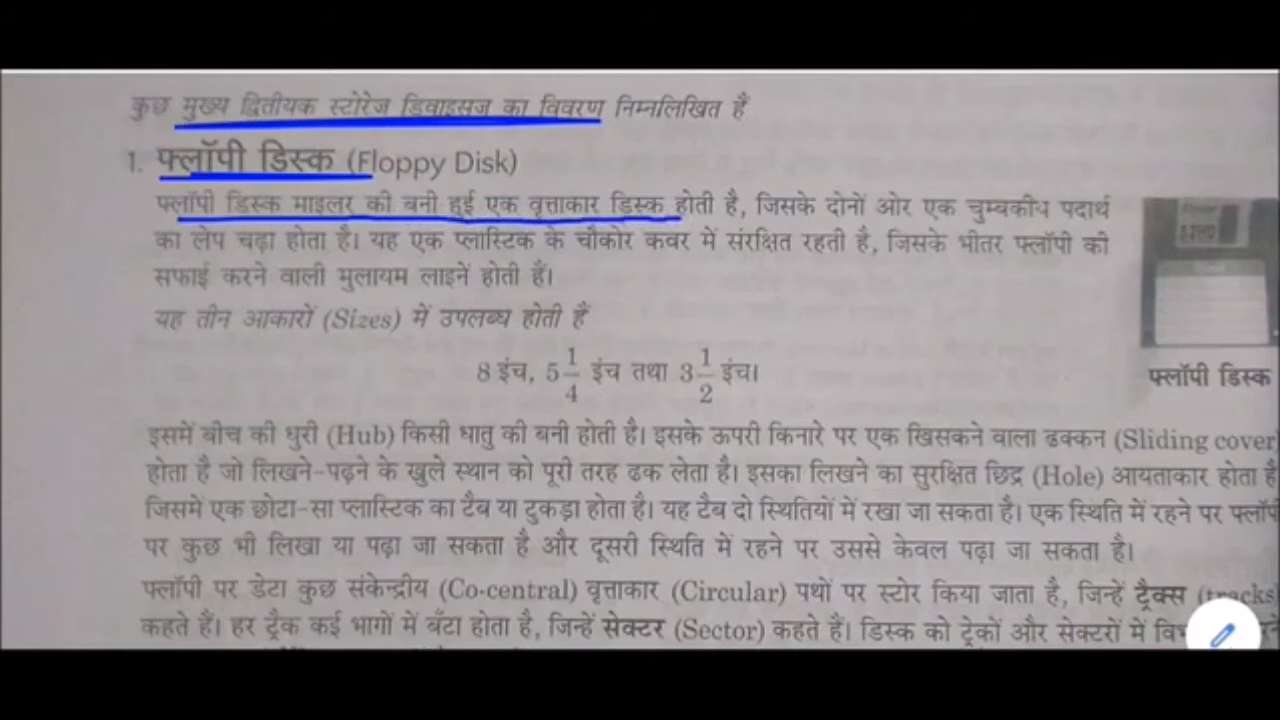 कुछ मुख्य द्वितीयक स्टोरेज डिवाइसज का विवरण निम्नलिखित हैं
1. फ्लॉपी डिस्क (Floppy Disk)
फ्लॉपी डिस्क माइलर की बनी हुई एक वृत्ताकार डिस्क होती है, जिसके दोनों ओर एक चुम्बकीय पदार्थ
का लेप चढ़ा होता है। यह एक प्लास्टिक के चौकोर कवर में संरक्षित रहती है, जिसके भीतर फ्लॉपी की
सफाई करने वाली मुलायम लाइनें होती हैं।
यह तीन आकारों (Sizes) में उपलब्ध होती हैं
8 इंच, 5 1/4 इंच तथा 3 1/2 इंच।
फ्लॉपी डिस्क
इसमें बीच की धुरी (Hub) किसी धातु की बनी होती है। इसके ऊपरी किनारे पर एक खिसकने वाला ढक्कन (Sliding cover)
होता है जो लिखने-पढ़ने के खुले स्थान को पूरी तरह ढक लेता है। इसका लिखने का सुरक्षित छिद्र (Hole) आयताकार होता है
जिसमें एक छोटा-सा प्लास्टिक का टैब या टुकड़ा होता है। यह टैब दो स्थितियों में रखा जा सकता है। एक स्थिति में रहने पर फ्लॉपी
पर कुछ भी लिखा या पढ़ा जा सकता है और दूसरी स्थिति में रहने पर उससे केवल पढ़ा जा सकता है।
फ्लॉपी पर डेटा कुछ संकेन्द्रीय (Co-central) वृत्ताकार (Circular) पथों पर स्टोर किया जाता है, जिन्हें ट्रैक्स (tracks)
कहते हैं। हर ट्रैक कई भागों में बँटा होता है, जिन्हें सेक्टर (Sector) कहते हैं। डिस्क को ट्रेकों और सेक्टरों में